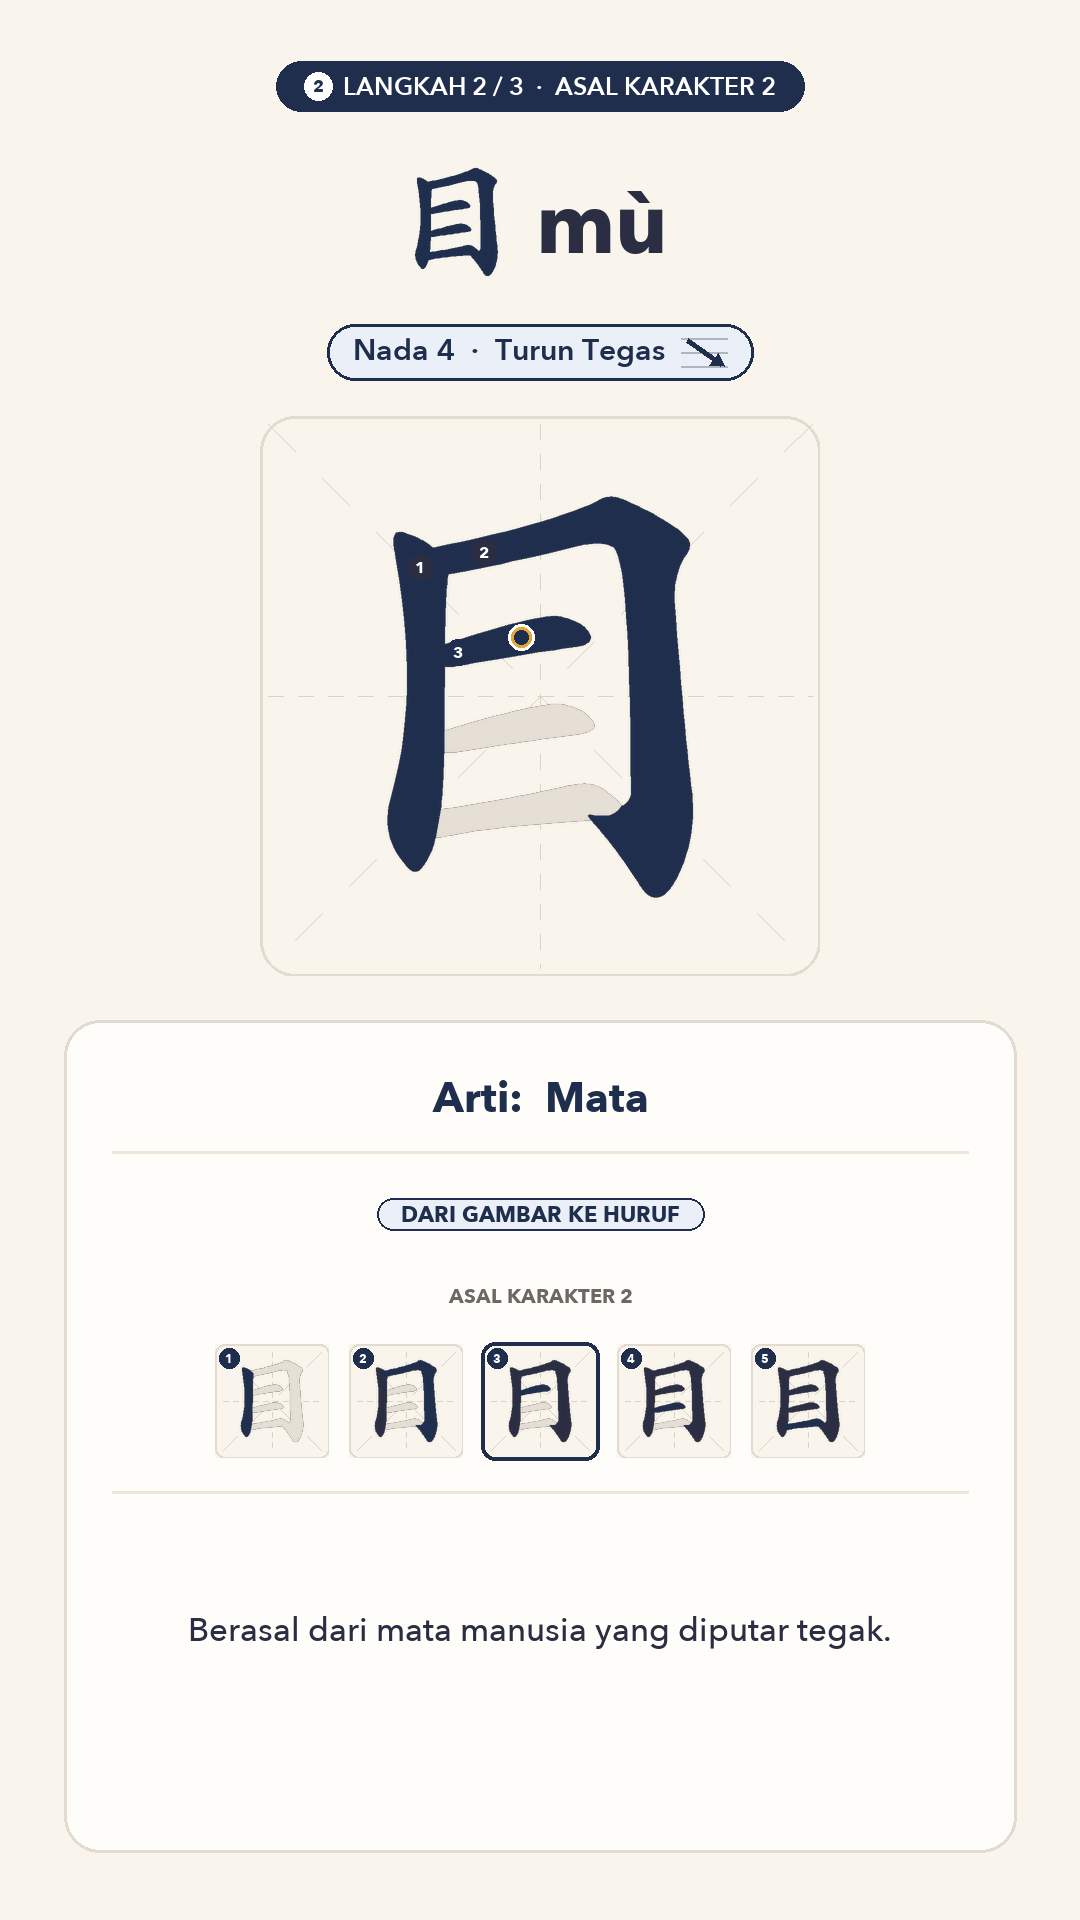 2 LANGKAH 2 / 3 · ASAL KARAKTER 2
目 mù
Nada 4 · Turun Tegas
1
2
3
Arti: Mata
DARI GAMBAR KE HURUF
ASAL KARAKTER 2
1 2 3 4 5
目
Berasal dari mata manusia yang diputar tegak.